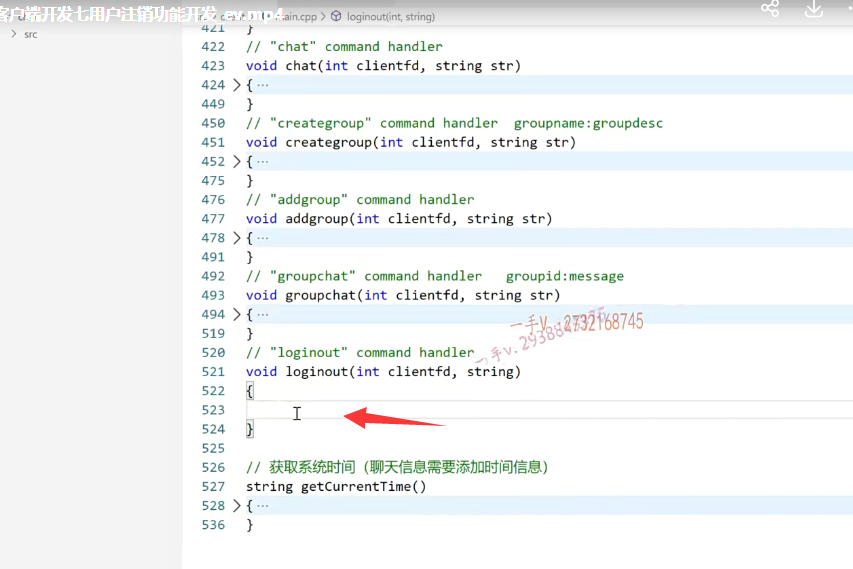 客户端开发七用户注销功能开发_ev.mp4
main.cpp > loginout(int, string)
> src
421 }
422 // "chat" command handler
423 void chat(int clientfd, string str)
424 > { ···
449 }
450 // "creategroup" command handler  groupname:groupdesc
451 void creategroup(int clientfd, string str)
452 > { ···
475 }
476 // "addgroup" command handler
477 void addgroup(int clientfd, string str)
478 > { ···
491 }
492 // "groupchat" command handler   groupid:message
493 void groupchat(int clientfd, string str)
494 > { ···
519 }
一手v. 2732168745
520 // "loginout" command handler
521 void loginout(int clientfd, string)
522 {
523
524 }
525
526 // 获取系统时间（聊天信息需要添加时间信息）
527 string getCurrentTime()
528 > { ···
536 }